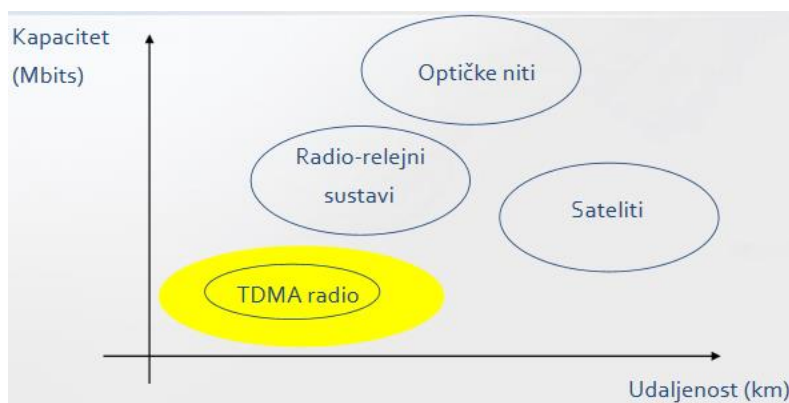 Kapacitet
(Mbits)
Optičke niti
Radio-relejni
sustavi
Sateliti
TDMA radio
Udaljenost (km)